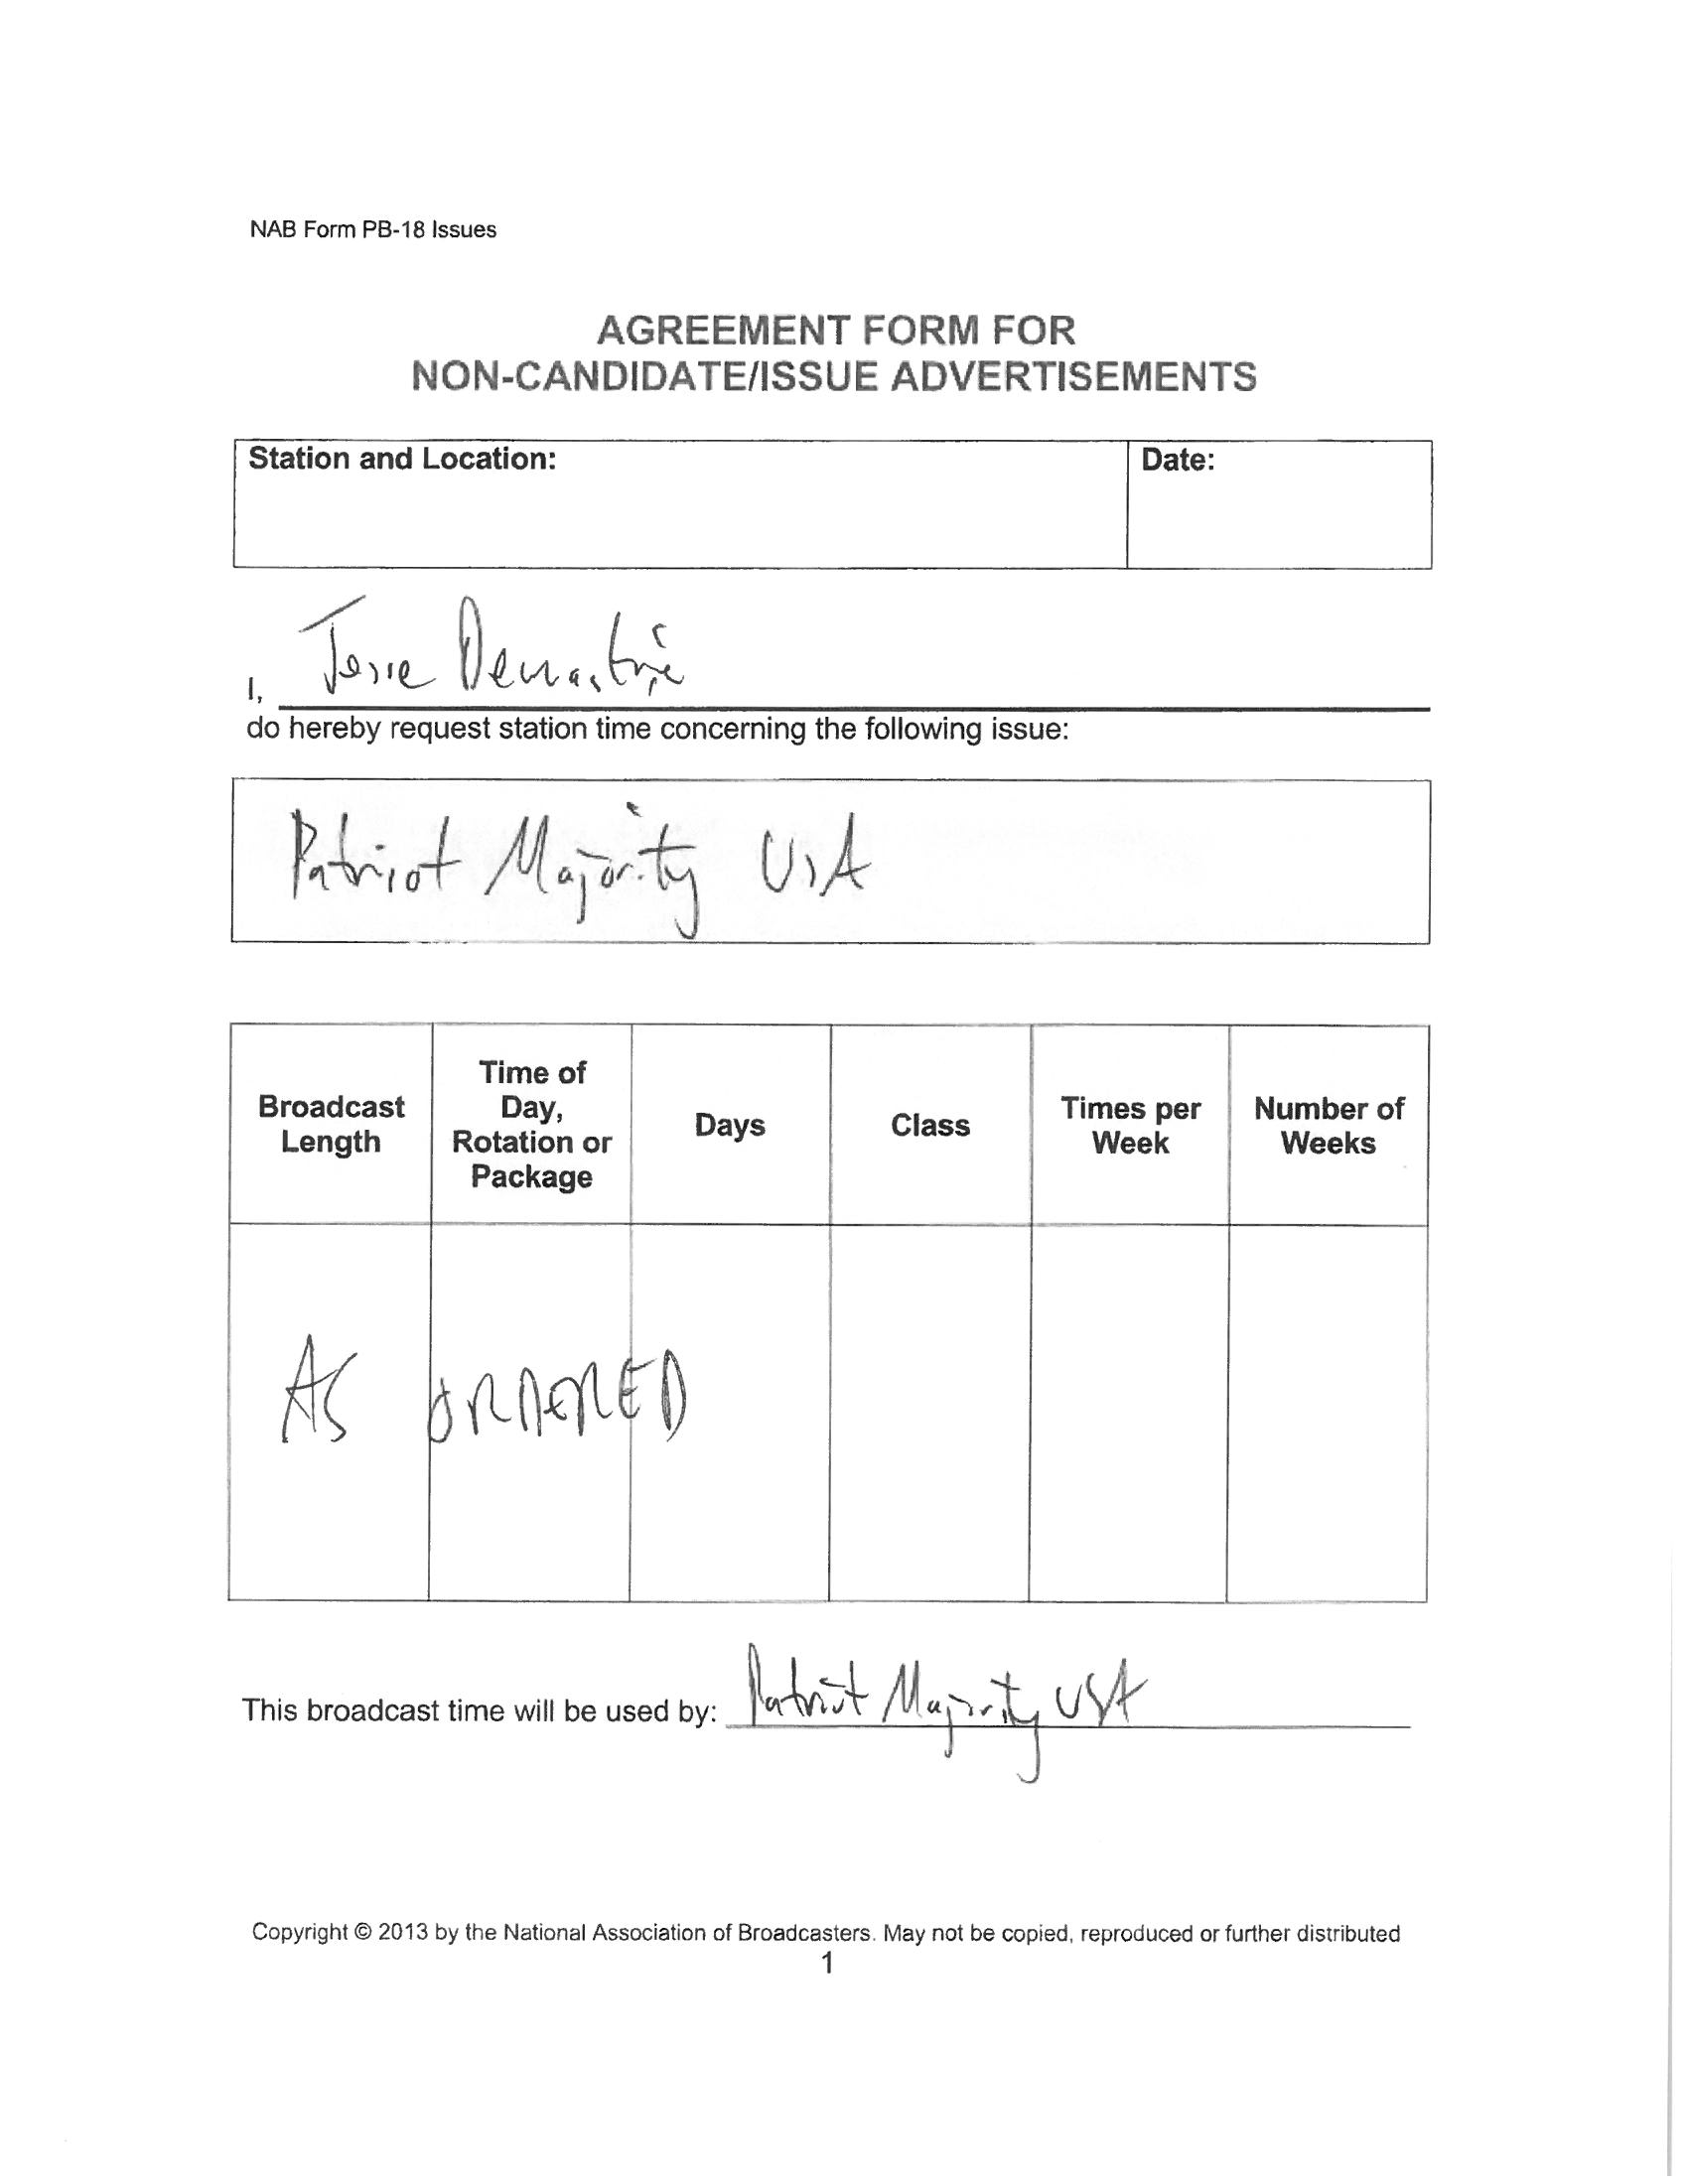 NAB Form PB-18 Issues
AGREEMENT FORM FOR
NON-CANDIDATE/ISSUE ADVERTISEMENTS
Station and Location:
Date:
I, Jesse Demastrie
do hereby request station time concerning the following issue:
Patriot Majority USA
Broadcast Length
Time of Day, Rotation or Package
Days
Class
Times per Week
Number of Weeks
AS ORDERED
This broadcast time will be used by: Patriot Majority USA
Copyright © 2013 by the National Association of Broadcasters. May not be copied, reproduced or further distributed
1